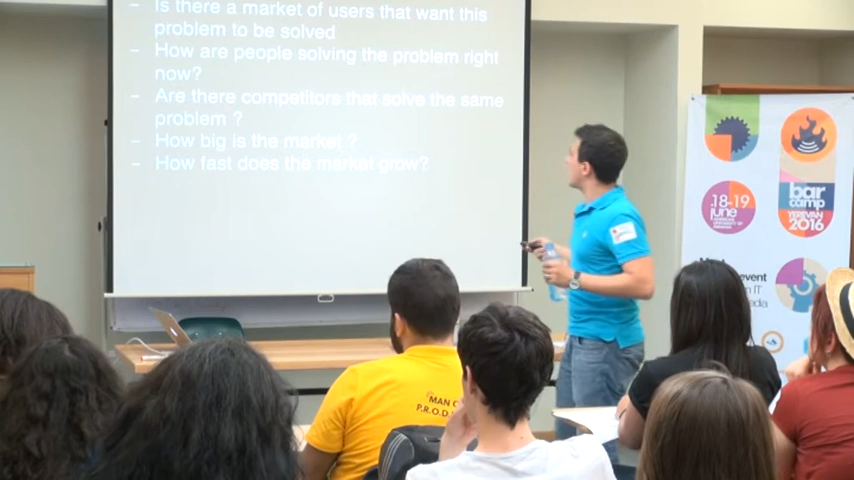 - Is there a market of users that want this
problem to be solved
- How are people solving the problem right
now?
- Are there competitors that solve the same
problem ?
- How big is the market ?
- How fast does the market grow?
18-19
june
bar
camp
YEREVAN
2016
event
in IT
MAN